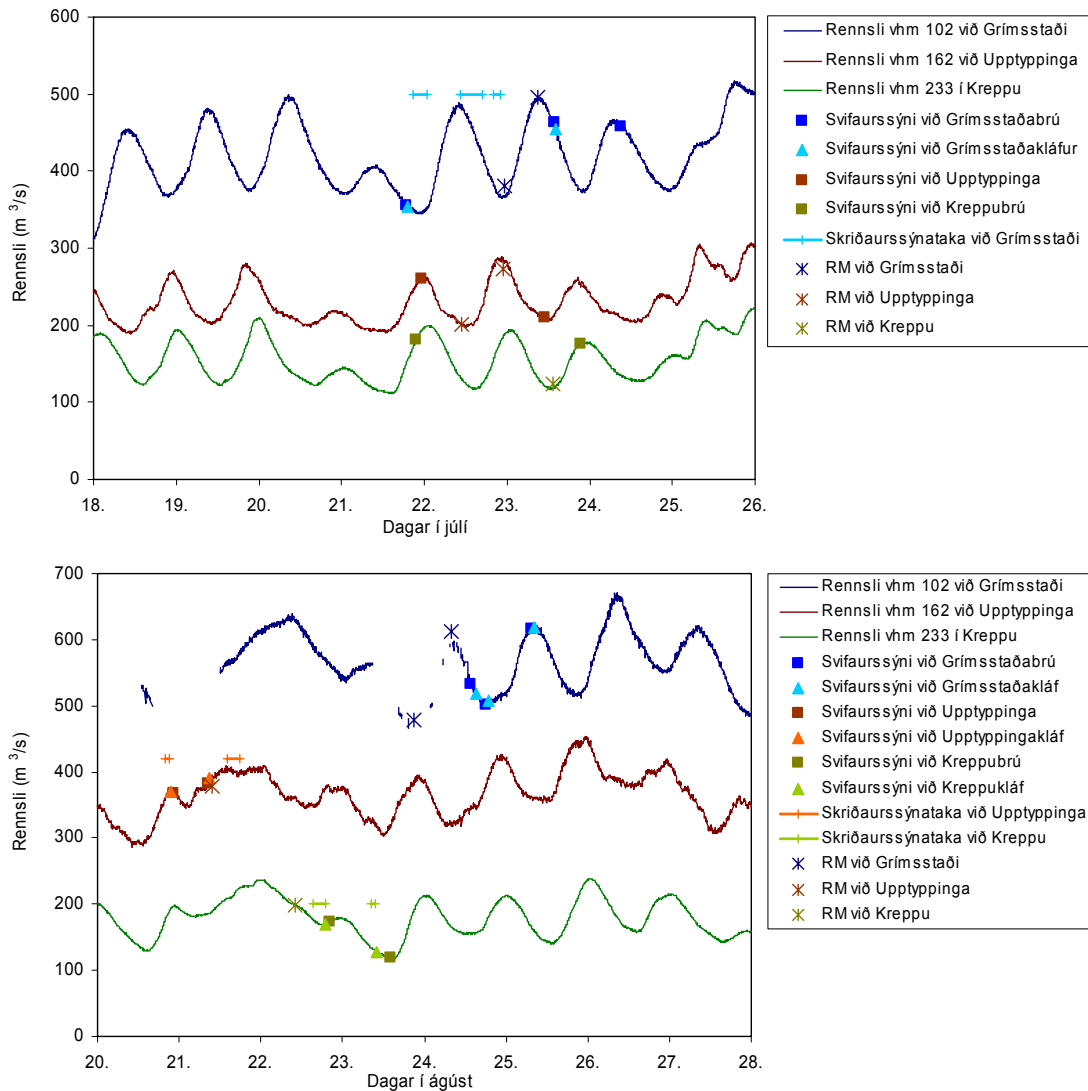 600
500
400
300
200
100
0
Rennsli (m ³/s)
18. 19. 20. 21. 22. 23. 24. 25. 26.
Dagar í júlí
Rennsli vhm 102 við Grímsstaði
Rennsli vhm 162 við Upptyppinga
Rennsli vhm 233 í Kreppu
Svifaurssýni við Grímsstaðabrú
Svifaurssýni við Grímsstaðakláfur
Svifaurssýni við Upptyppinga
Svifaurssýni við Kreppubrú
Skriðaurssýnataka við Grímsstaði
RM við Grímsstaði
RM við Upptyppinga
RM við Kreppu
700
600
500
400
300
200
100
0
Rennsli (m ³/s)
20. 21. 22. 23. 24. 25. 26. 27. 28.
Dagar í ágúst
Rennsli vhm 102 við Grímsstaði
Rennsli vhm 162 við Upptyppinga
Rennsli vhm 233 í Kreppu
Svifaurssýni við Grímsstaðabrú
Svifaurssýni við Grímsstaðakláf
Svifaurssýni við Upptyppinga
Svifaurssýni við Upptyppingakláf
Svifaurssýni við Kreppubrú
Svifaurssýni við Kreppukláf
Skriðaurssýnataka við Upptyppinga
Skriðaurssýnataka við Kreppu
RM við Grímsstaði
RM við Upptyppinga
RM við Kreppu